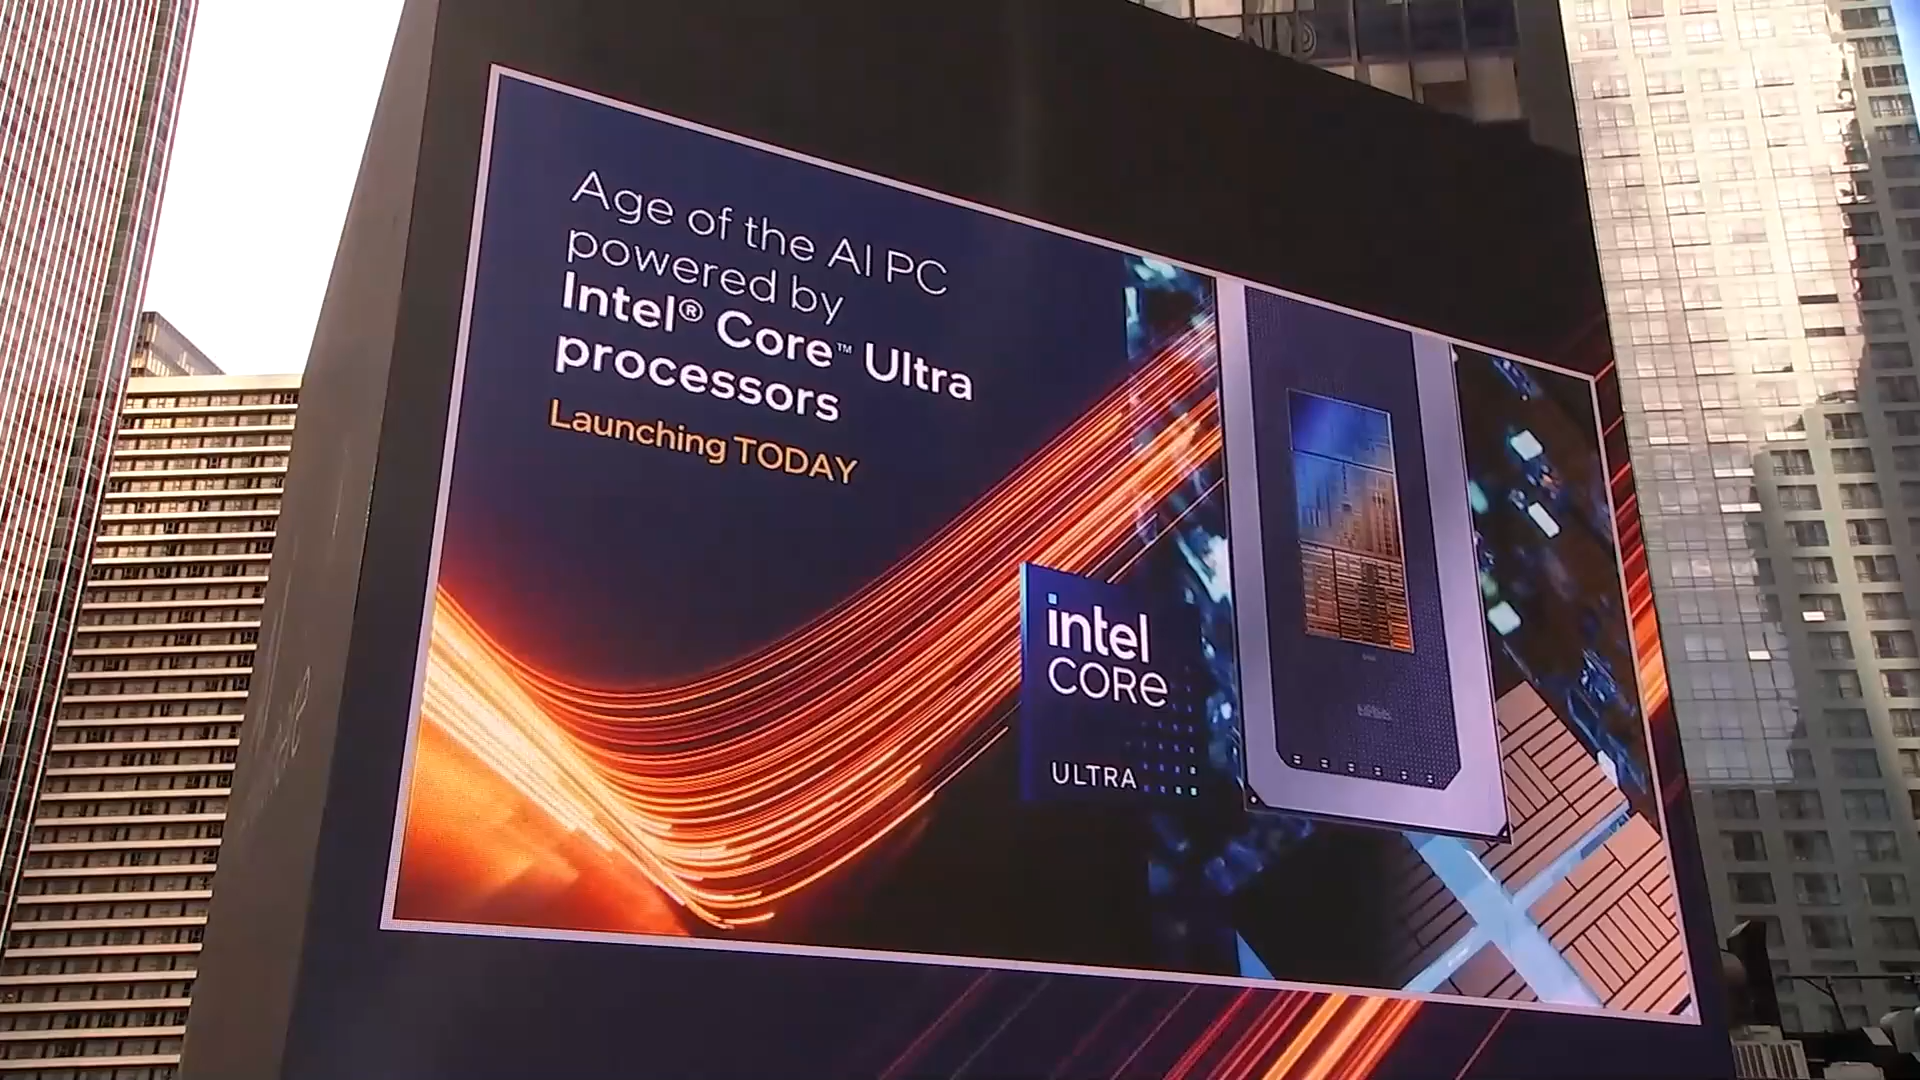 Age of the AI PC
powered by
Intel® Core™ Ultra
processors
Launching TODAY
intel
CORE
ULTRA